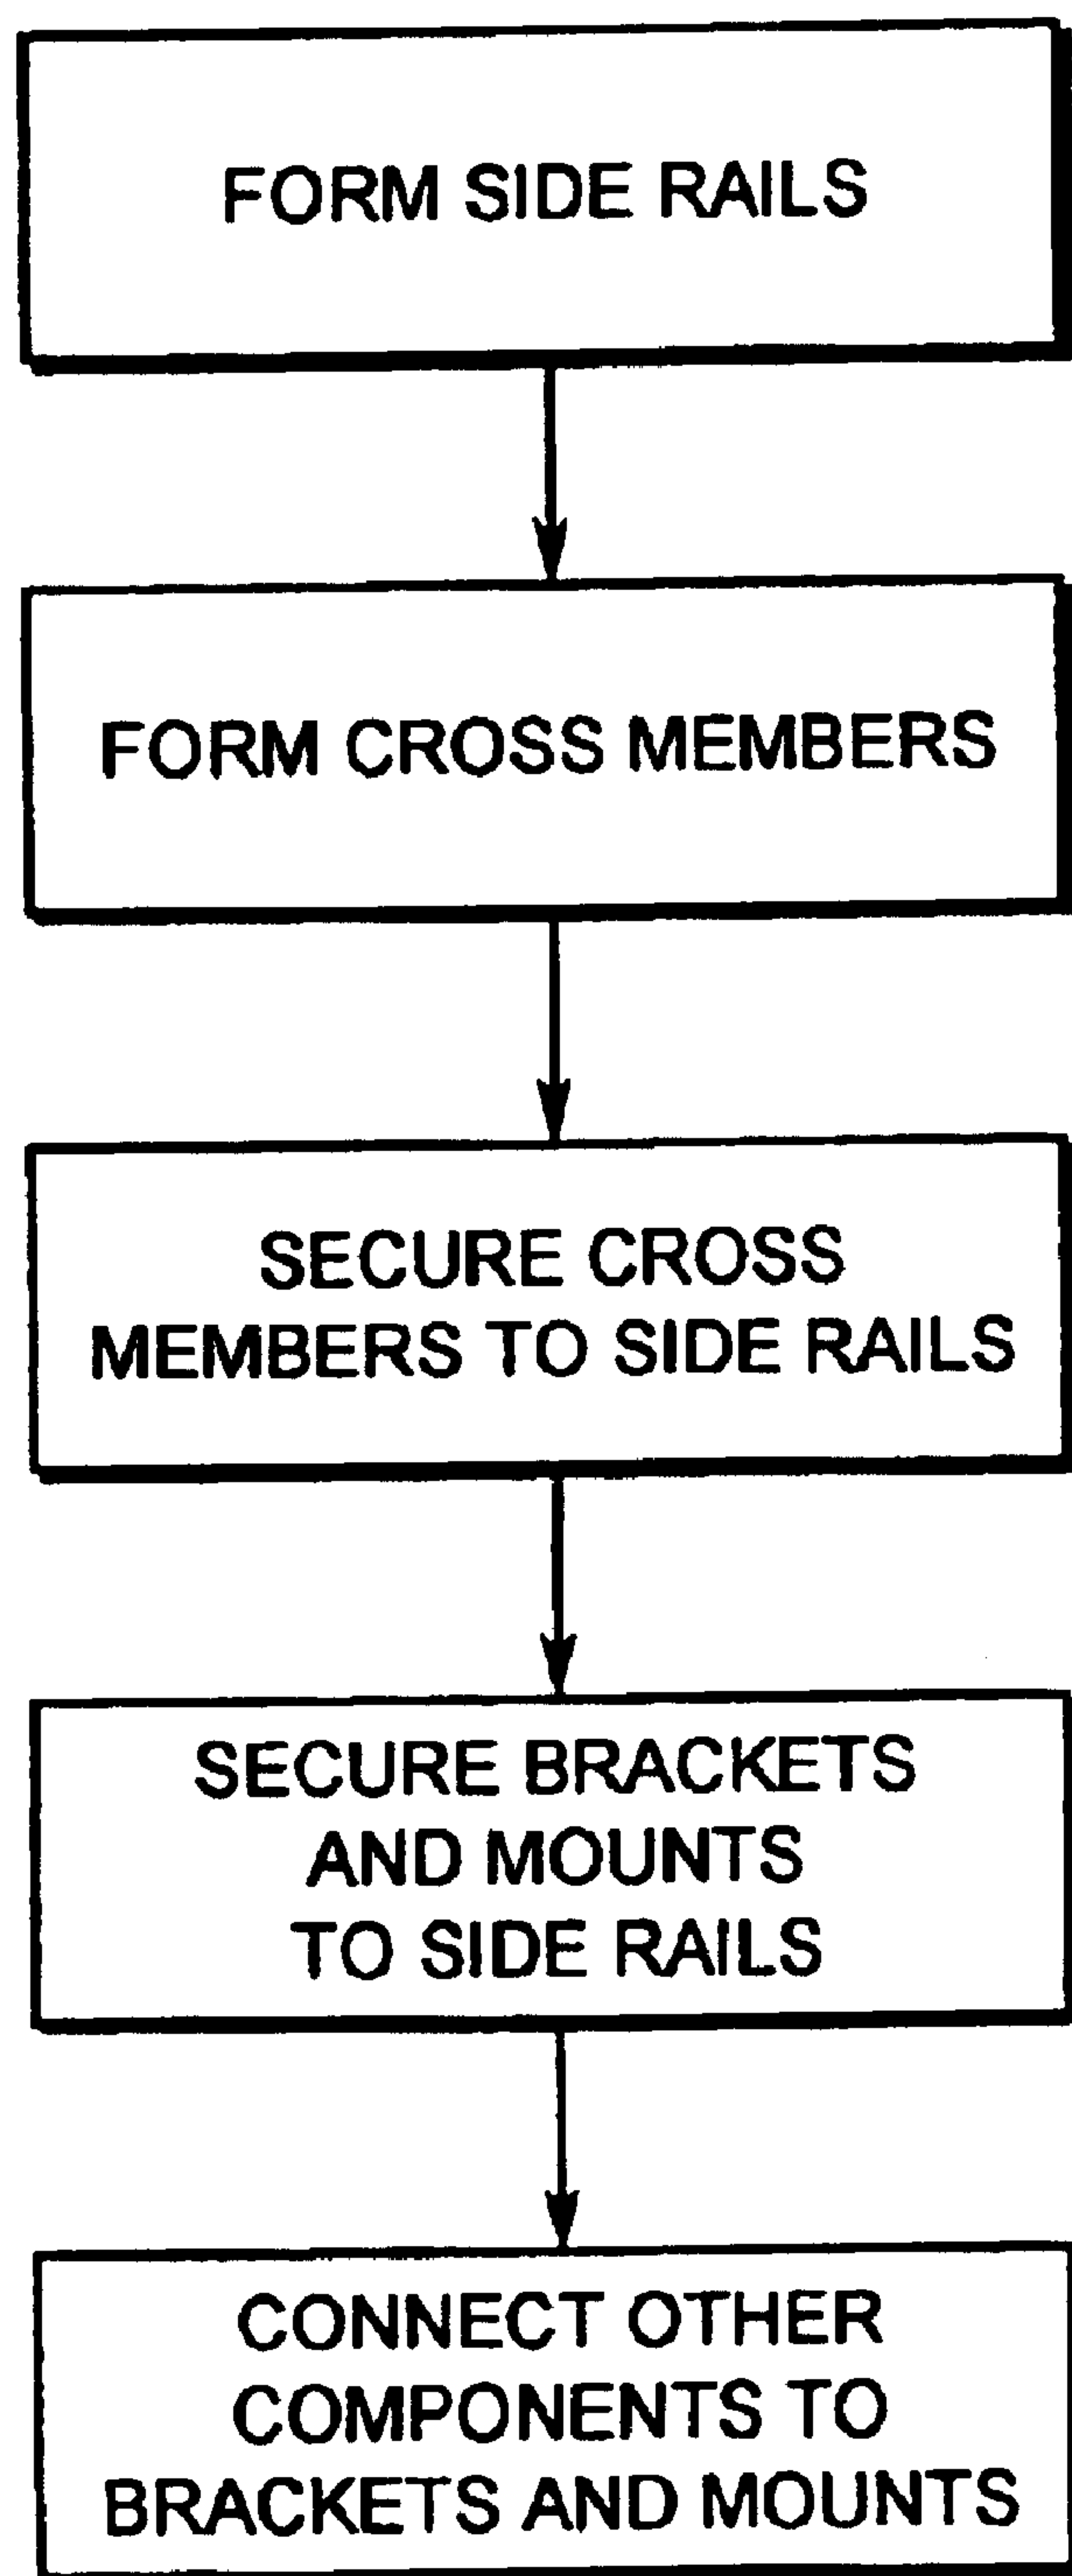 FORM SIDE RAILS
FORM CROSS MEMBERS
SECURE CROSS
MEMBERS TO SIDE RAILS
SECURE BRACKETS
AND MOUNTS
TO SIDE RAILS
CONNECT OTHER
COMPONENTS TO
BRACKETS AND MOUNTS